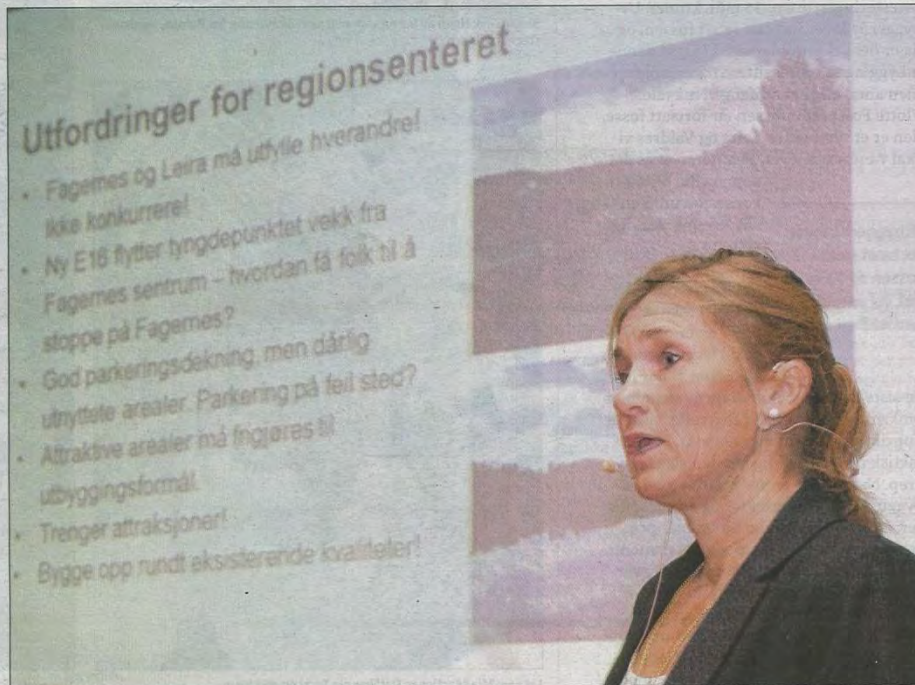 Utfordringer for regionsenteret
• Fagernes og Leira må utfylle hverandre!
Ikke konkurrere!
• Ny E16 flytter tyngdepunktet vekk fra
Fagernes sentrum – hvordan få folk til å
stoppe på Fagernes?
• God parkeringsdekning, men dårlig
utnyttete arealer. Parkering på feil sted?
• Attraktive arealer må frigjøres til
utbyggingsformål.
• Trenger attraksjoner!
• Bygge opp rundt eksisterende kvaliteter!